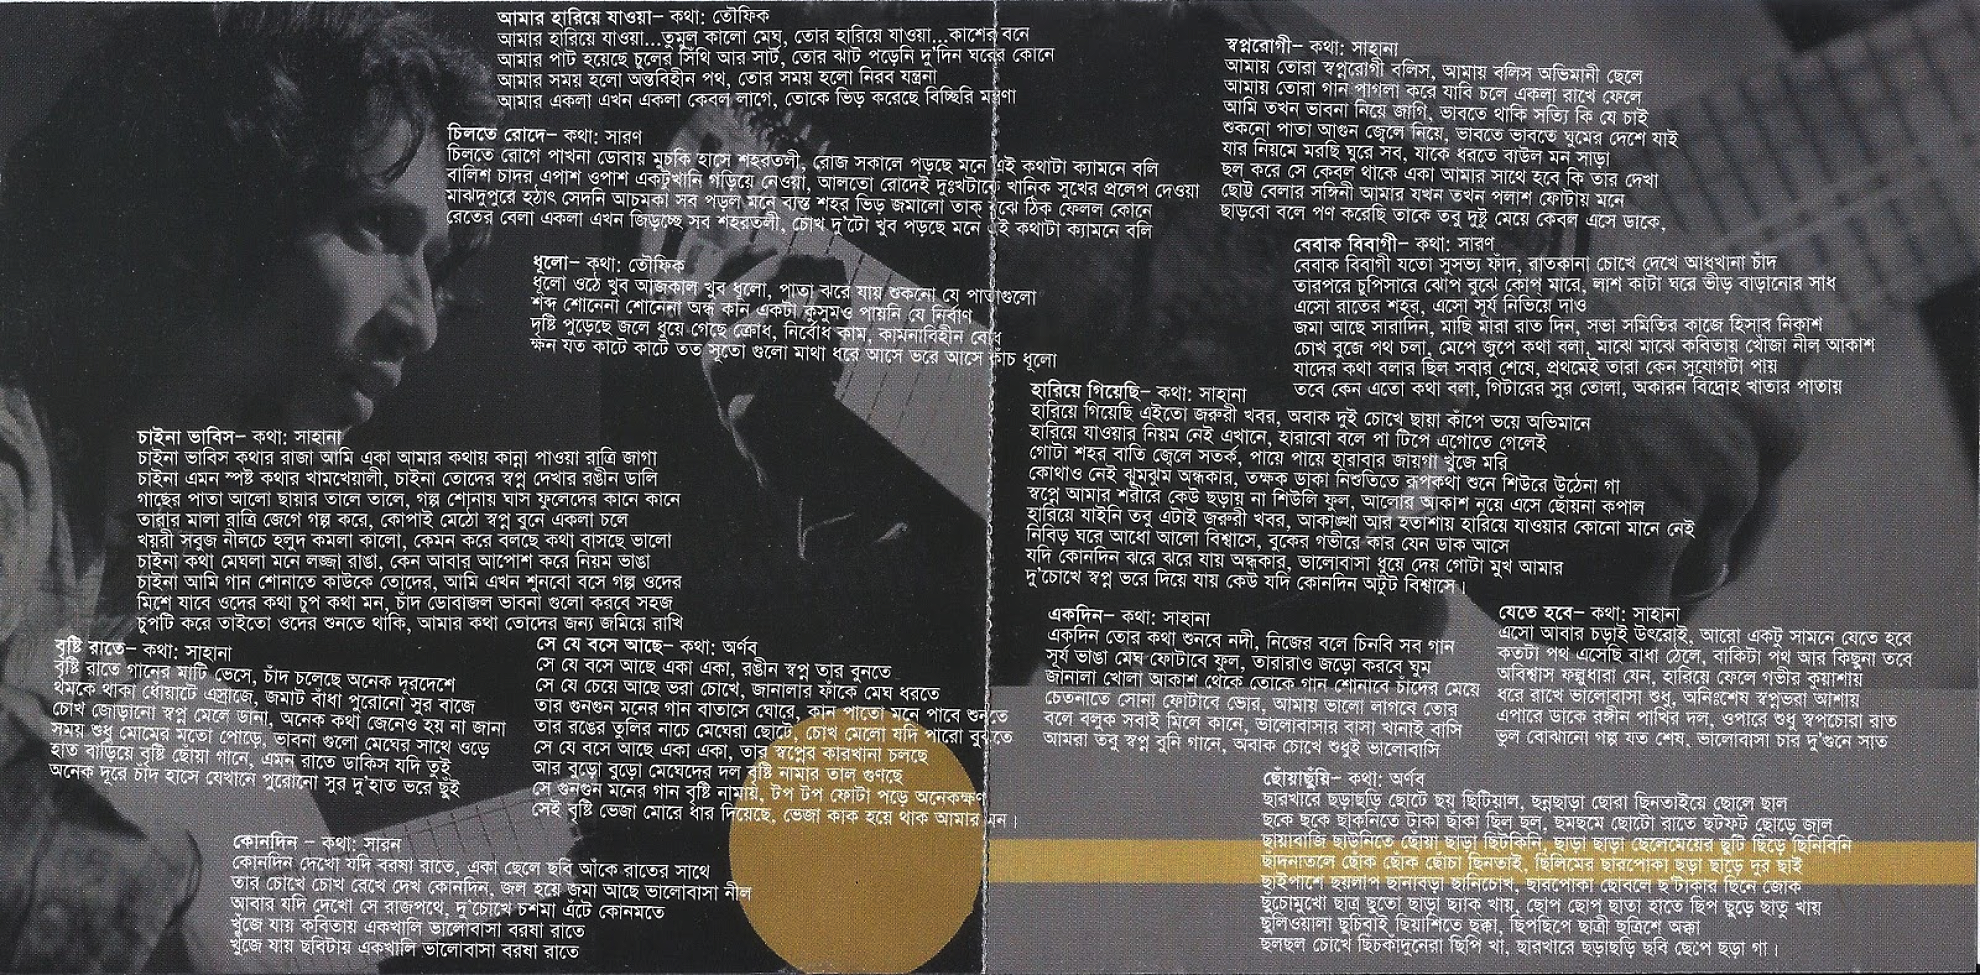 আমার হারিয়ে যাওয়া– কথা: তৌফিক
আমার হারিয়ে যাওয়া...তুমুল কালো মেঘ, তোর হারিয়ে যাওয়া...কাশের বনে
আমার পাট হয়েছে চুলের সিঁথি আর সার্ট, তোর ঝাট পড়েনি দু'দিন ঘরের কোনে
আমার সময় হলো অন্তবিহীন পথ, তোর সময় হলো নিরব যন্ত্রনা
আমার একলা এখন একলা কেবল লাগে, তোকে ভিড় করেছে বিচ্ছিরি মন্ত্রণা
চিলতে রোদে– কথা: সারণ
চিলতে রোগে পাখনা ডোবায় মুচকি হাসে শহরতলী, রোজ সকালে পড়ছে মনে এই কথাটা ক্যামনে বলি
বালিশ চাদর এপাশ ওপাশ একটুখানি গড়িয়ে নেওয়া, আলতো রোদেই দুঃখটাকে খানিক সুখের প্রলেপ দেওয়া
মাঝদুপুরে হঠাৎ সেদনি আচমকা সব পড়ল মনে ব্যস্ত শহর ভিড় জমালো তাক বুঝে ঠিক ফেলল কোনে
রেতের বেলা একলা এখন জিড়চ্ছে সব শহরতলী, চোখ দু'টো খুব পড়ছে মনে এই কথাটা ক্যামনে বলি
ধূলো– কথা: তৌফিক
ধূলো ওঠে খুব আজকাল খুব ধূলো, পাতা ঝরে যায় শুকনো যে পাতাগুলো
শব্দ শোনেনা শোনেনা অন্ধ কান একটা কুসুমও পায়নি যে নির্বাণ
দৃষ্টি পুড়েছে জলে ধুয়ে গেছে ক্রোধ, নির্বোধ কাম, কামনাবিহীন বোধ
ক্ষন যত কাটে কাটে তত সূতো গুলো মাথা ধরে আসে ভরে আসে কাঁচ ধূলো
চাইনা ভাবিস– কথা: সাহানা
চাইনা ভাবিস কথার রাজা আমি একা আমার কথায় কান্না পাওয়া রাত্রি জাগা
চাইনা এমন স্পষ্ট কথার খামখেয়ালী, চাইনা তোদের স্বপ্ন দেখার রঙীন ডালি
গাছের পাতা আলো ছায়ার তালে তালে, গল্প শোনায় ঘাস ফুলেদের কানে কানে
তারার মালা রাত্রি জেগে গল্প করে, কোপাই মেঠো স্বপ্ন বুনে একলা চলে
খয়রী সবুজ নীলচে হলুদ কমলা কালো, কেমন করে বলছে কথা বাসছে ভালো
চাইনা কথা মেঘলা মনে লজ্জা রাঙা, কেন আবার আপোশ করে নিয়ম ভাঙা
চাইনা আমি গান শোনাতে কাউকে তোদের, আমি এখন শুনবো বসে গল্প ওদের
মিশে যাবে ওদের কথা চুপ কথা মন, চাঁদ ডোবাজল ভাবনা গুলো করবে সহজ
চুপটি করে তাইতো ওদের শুনতে থাকি, আমার কথা তোদের জন্য জমিয়ে রাখি
বৃষ্টি রাতে– কথা: সাহানা
বৃষ্টি রাতে গানের মাটি ভেসে, চাঁদ চলেছে অনেক দূরদেশে
থমকে থাকা ধোঁয়াটে এস্রাজে, জমাট বাঁধা পুরোনো সুর বাজে
চোখ জোড়ানো স্বপ্ন মেলে ডানা, অনেক কথা জেনেও হয় না জানা
সময় শুধু মোমের মতো পোড়ে, ভাবনা গুলো মেঘের সাথে ওড়ে
হাত বাড়িয়ে বৃষ্টি ছোঁয়া গানে, এমন রাতে ডাকিস যদি তুই
অনেক দূরে চাঁদ হাসে যেখানে পুরোনো সুর দু'হাত ভরে ছুঁই
সে যে বসে আছে– কথা: অর্ণব
সে যে বসে আছে একা একা, রঙীন স্বপ্ন তার বুনতে
সে যে চেয়ে আছে ভরা চোখে, জানালার ফাঁকে মেঘ ধরতে
তার গুনগুন মনের গান বাতাসে ঘোরে, কান পাতো মনে পাবে শুনতে
তার রঙের তুলির নাচে মেঘেরা ছোটে, চোখ মেলো যদি পারো বুঝতে
সে যে বসে আছে একা একা, তার স্বপ্নের কারখানা চলছে
আর বুড়ো বুড়ো মেঘেদের দল বৃষ্টি নামার তাল গুণছে
সে গুনগুন মনের গান বৃষ্টি নামায়, টপ টপ ফোটা পড়ে অনেকক্ষণ
সেই বৃষ্টি ভেজা মোরে ধার দিয়েছে, ভেজা কাক হয়ে থাক আমার মন।
কোনদিন – কথা: সারন
কোনদিন দেখো যদি বরষা রাতে, একা ছেলে ছবি আঁকে রাতের সাথে
তার চোখে চোখ রেখে দেখ কোনদিন, জল হয়ে জমা আছে ভালোবাসা নীল
আবার যদি দেখো সে রাজপথে, দু'চোখে চশমা এঁটে কোনমতে
খুঁজে যায় কবিতায় একখালি ভালোবাসা বরষা রাতে
খুঁজে যায় ছবিটায় একখালি ভালোবাসা বরষা রাতে
স্বপ্নরোগী– কথা: সাহানা
আমায় তোরা স্বপ্নরোগী বলিস, আমায় বলিস অভিমানী ছেলে
আমায় তোরা গান পাগলা করে যাবি চলে একলা রাখে ফেলে
আমি তখন ভাবনা নিয়ে জাগি, ভাবতে থাকি সত্যি কি যে চাই
শুকনো পাতা আগুন জ্বেলে নিয়ে, ভাবতে ভাবতে ঘুমের দেশে যাই
যার নিয়মে মরছি ঘুরে সব, যাকে ধরতে বাউল মন সাড়া
ছল করে সে কেবল থাকে একা আমার সাথে হবে কি তার দেখা
ছোট্ট বেলার সঙ্গিনী আমার যখন তখন পলাশ ফোটায় মনে
ছাড়বো বলে পণ করেছি তাকে তবু দুষ্টু মেয়ে কেবল এসে ডাকে,
বেবাক বিবাগী– কথা: সারণ
বেবাক বিবাগী যতো সুসভ্য ফাঁদ, রাতকানা চোখে দেখে আধখানা চাঁদ
তারপরে চুপিসারে ঝোপ বুঝে কোপ মারে, লাশ কাটা ঘরে ভীড় বাড়ানোর সাধ
এসো রাতের শহর, এসো সূর্য নিভিয়ে দাও
জমা আছে সারাদিন, মাছি মারা রাত দিন, সভা সমিতির কাজে হিসাব নিকাশ
চোখ বুজে পথ চলা, মেপে জুপে কথা বলা, মাঝে মাঝে কবিতায় খোঁজা নীল আকাশ
যাদের কথা বলার ছিল সবার শেষে, প্রথমেই তারা কেন সুযোগটা পায়
তবে কেন এতো কথা বলা, গিটারের সুর তোলা, অকারন বিদ্রোহ খাতার পাতায়
হারিয়ে গিয়েছি– কথা: সাহানা
হারিয়ে গিয়েছি এইতো জরুরী খবর, অবাক দুই চোখে ছায়া কাঁপে ভয়ে অভিমানে
হারিয়ে যাওয়ার নিয়ম নেই এখানে, হারাবো বলে পা টিপে এগোতে গেলেই
গোটা শহর বাতি জ্বেলে সতর্ক, পায়ে পায়ে হারাবার জায়গা খুঁজে মরি
কোথাও নেই ঝুমঝুম অন্ধকার, তক্ষক ডাকা নিশুতিতে রূপকথা শুনে শিউরে উঠেনা গা
স্বপ্নে আমার শরীরে কেউ ছড়ায় না শিউলি ফুল, আলোর আকাশ নুয়ে এসে ছোঁয়না কপাল
হারিয়ে যাইনি তবু এটাই জরুরী খবর, আকাঙ্খা আর হতাশায় হারিয়ে যাওয়ার কোনো মানে নেই
নিবিড় ঘরে আধো আলো বিশ্বাসে, বুকের গভীরে কার যেন ডাক আসে
যদি কোনদিন ঝরে ঝরে যায় অন্ধকার, ভালোবাসা ধুয়ে দেয় গোটা মুখ আমার
দু'চোখে স্বপ্ন ভরে দিয়ে যায় কেউ যদি কোনদিন অটুট বিশ্বাসে।
একদিন– কথা: সাহানা
একদিন তোর কথা শুনবে নদী, নিজের বলে চিনবি সব গান
সূর্য ভাঙা মেঘ ফোটাবে ফুল, তারারাও জড়ো করবে ঘুম
জানালা খোলা আকাশ থেকে তোকে গান শোনাবে চাঁদের মেয়ে
চেতনাতে সোনা ফোটাবে ভোর, আমায় ভালো লাগবে তোর
বলে বলুক সবাই মিলে কানে, ভালোবাসার বাসা খানাই বাসি
আমরা তবু স্বপ্ন বুনি গানে, অবাক চোখে শুধুই ভালোবাসি
যেতে হবে– কথা: সাহানা
এসো আবার চড়াই উৎরোই, আরো একটু সামনে যেতে হবে
কতটা পথ এসেছি বাধা ঠেলে, বাকিটা পথ আর কিছুনা তবে
অবিশ্বাস ফল্গুধারা যেন, হারিয়ে ফেলে গভীর কুয়াশায়
ধরে রাখে ভালোবাসা শুধু, অনিঃশেষ স্বপ্নভরা আশায়
এপারে ডাকে রঙ্গীন পাখির দল, ওপারে শুধু স্বপচোরা রাত
ভুল বোঝানো গল্প যত শেষ, ভালোবাসা চার দু'গুনে সাত
ছোঁয়াছুঁয়ি– কথা: অর্ণব
ছারখারে ছড়াছড়ি ছোটে ছয় ছিটিয়াল, ছন্নছাড়া ছোরা ছিনতাইয়ে ছোলে ছাল
ছকে ছকে ছাকনিতে টাকা ছাঁকা ছিল ছল, ছমছমে ছোটো রাতে ছটফট ছোড়ে জাল
ছায়াবাজি ছাউনিতে ছোঁয়া ছাড়া ছিটকিনি, ছাড়া ছাড়া ছেলেমেয়ের ছুটি ছিঁড়ে ছিনিবিনি
ছাদনাতলে ছোঁক ছোঁক ছোঁচা ছিনতাই, ছিলিমের ছারপোকা ছড়া ছাড়ে দুর ছাই
ছাইপাশে ছয়লাপ ছানাবড়া ছানিচোখ, ছারপোকা ছোবলে ছ'টাকার ছিনে জোক
ছুচোমুখো ছাত্র ছুতো ছাড়া ছ্যাক খায়, ছোপ ছোপ ছাতা হাতে ছিপ ছুড়ে ছাতু খায়
ছুলিওয়ালা ছুচিবাই ছিয়াশিতে ছক্কা, ছিপছিপে ছাত্রী ছত্রিশে অক্কা
ছলছল চোখে ছিচকাঁদুনেরা ছিপি খা, ছারখারে ছড়াছড়ি ছবি ছেপে ছড়া গা।